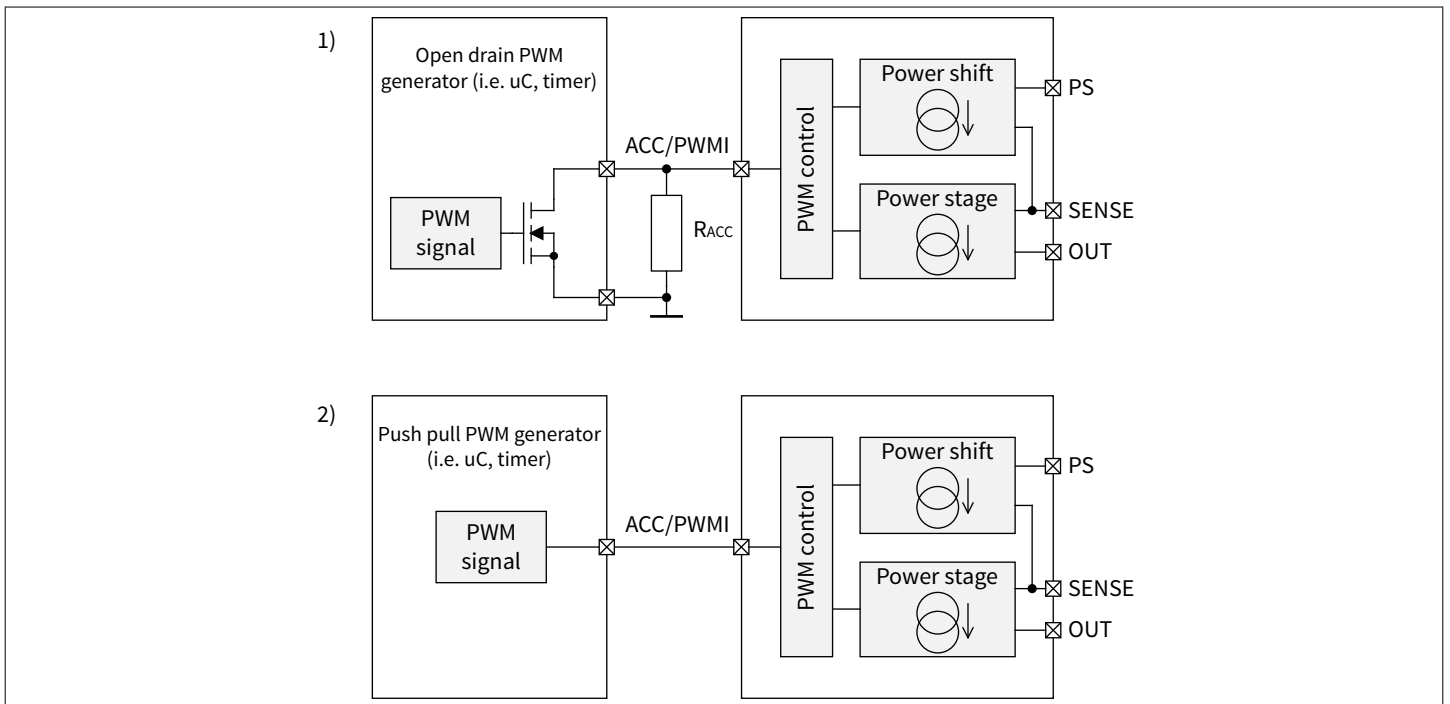 1)
Open drain PWM
generator (i.e. uC, timer)
PWM
signal
ACC/PWMI
RACC
PWM control
Power shift
Power stage
PS
SENSE
OUT
2)
Push pull PWM generator
(i.e. uC, timer)
PWM
signal
ACC/PWMI
PWM control
Power shift
Power stage
PS
SENSE
OUT